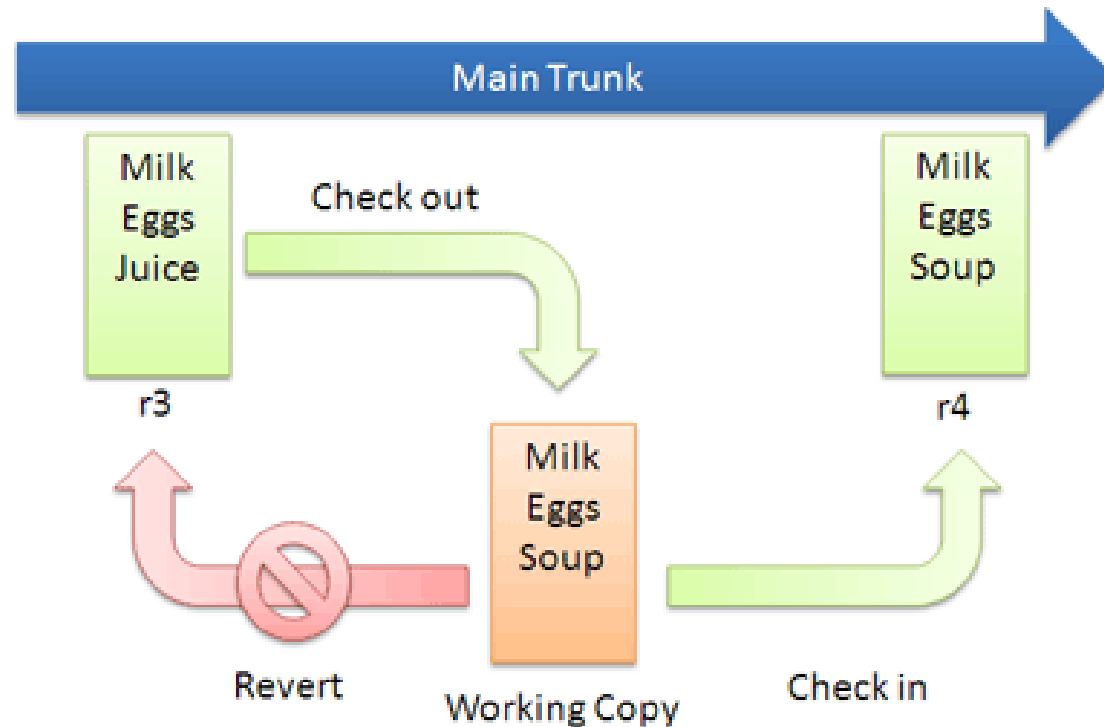 Main Trunk
Milk
Eggs
Juice
r3
Check out
Milk
Eggs
Soup
r4
Milk
Eggs
Soup
Working Copy
Revert
Check in